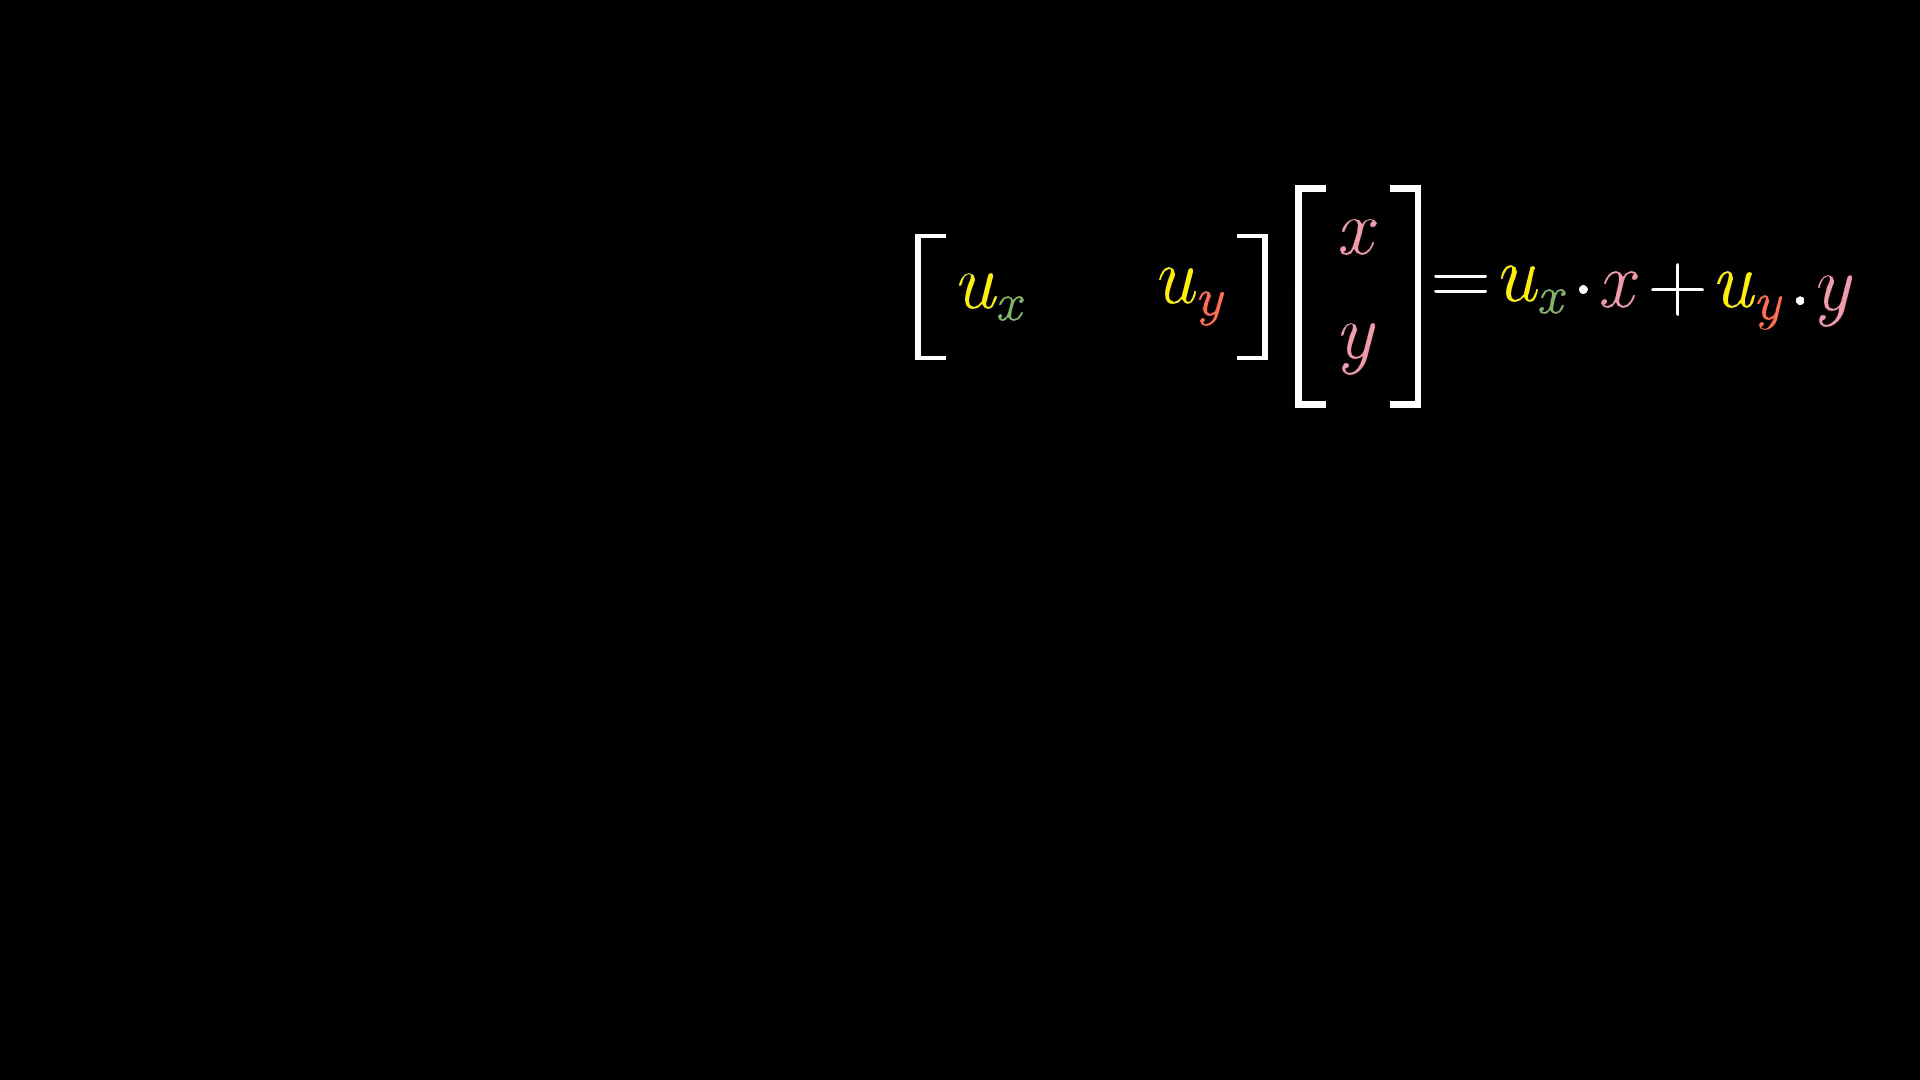 [ u_x u_y ] [ x y ] = u_x · x + u_y · y